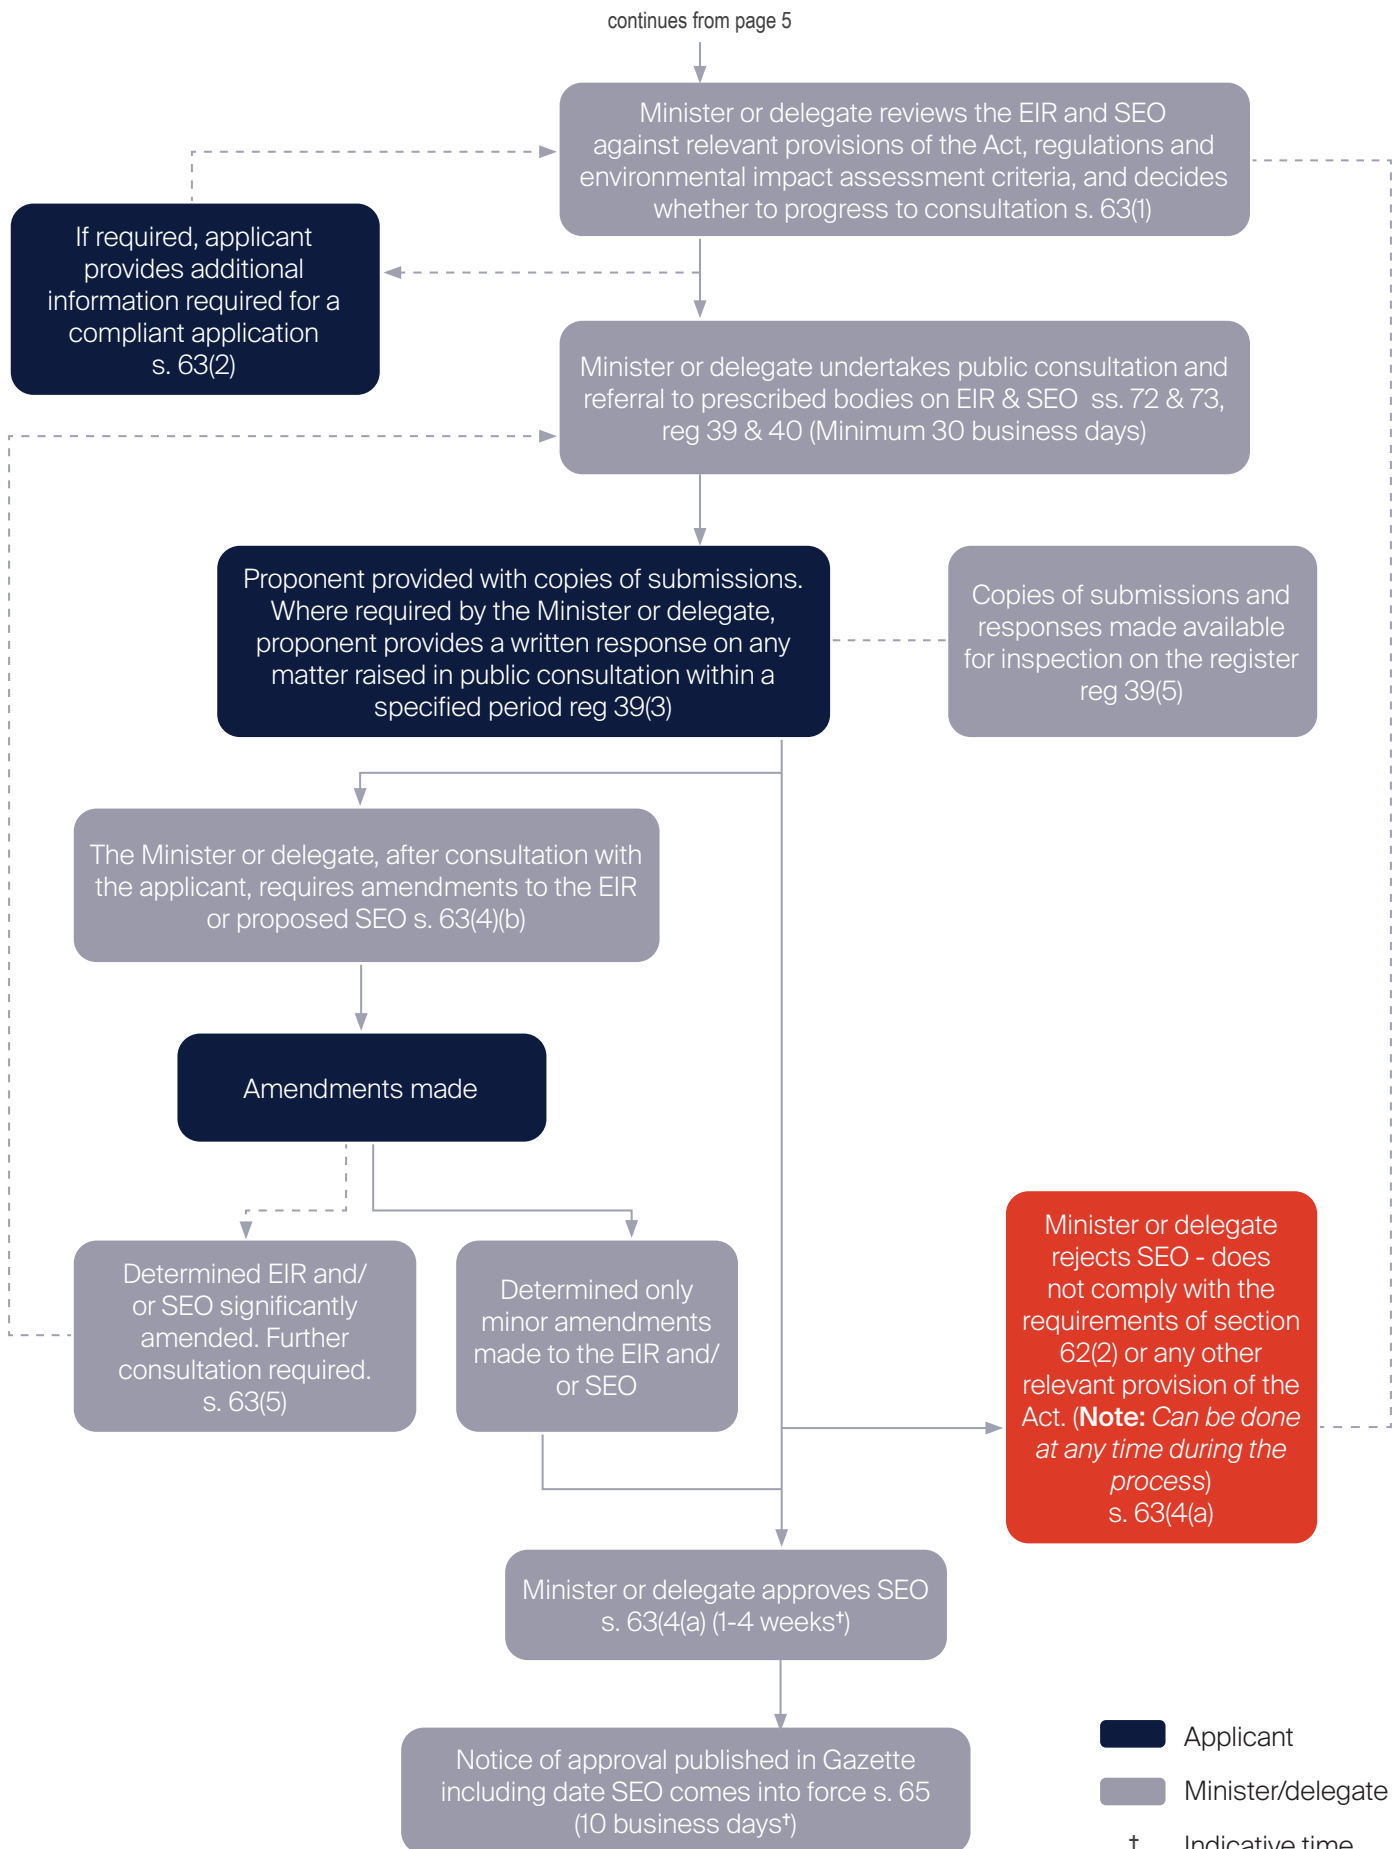 continues from page 5
Minister or delegate reviews the EIR and SEO
against relevant provisions of the Act, regulations and
environmental impact assessment criteria, and decides
whether to progress to consultation s. 63(1)
If required, applicant
provides additional
information required for a
compliant application
s. 63(2)
Minister or delegate undertakes public consultation and
referral to prescribed bodies on EIR & SEO ss. 72 & 73,
reg 39 & 40 (Minimum 30 business days)
Proponent provided with copies of submissions.
Where required by the Minister or delegate,
proponent provides a written response on any
matter raised in public consultation within a
specified period reg 39(3)
Copies of submissions and
responses made available
for inspection on the register
reg 39(5)
The Minister or delegate, after consultation with
the applicant, requires amendments to the EIR
or proposed SEO s. 63(4)(b)
Amendments made
Determined EIR and/
or SEO significantly
amended. Further
consultation required.
s. 63(5)
Determined only
minor amendments
made to the EIR and/
or SEO
Minister or delegate
rejects SEO - does
not comply with the
requirements of section
62(2) or any other
relevant provision of the
Act. (Note: Can be done
at any time during the
process)
s. 63(4(a)
Minister or delegate approves SEO
s. 63(4(a) (1-4 weeks†)
Notice of approval published in Gazette
including date SEO comes into force s. 65
(10 business days†)
Applicant
Minister/delegate
† Indicative time